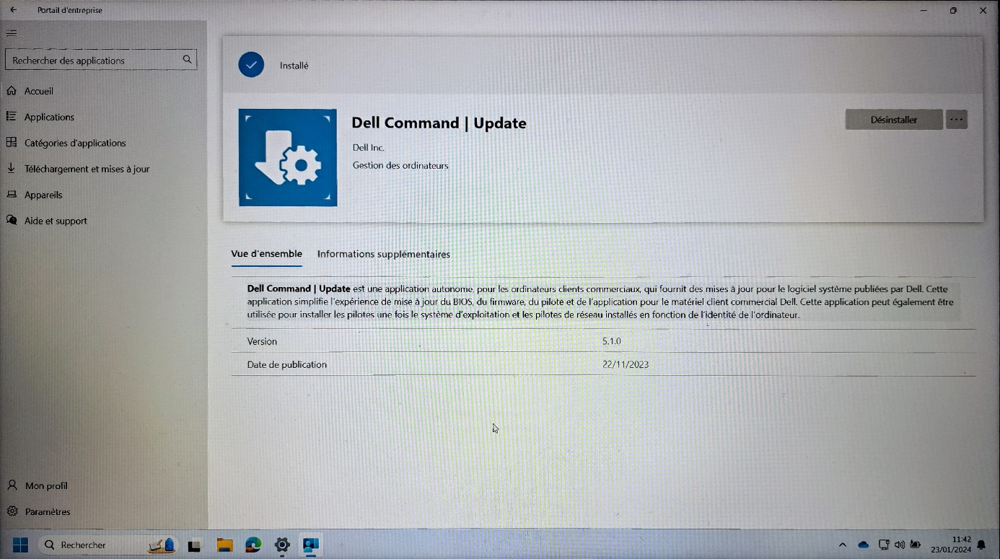 Portail d'entreprise
Rechercher des applications
Accueil
Applications
Catégories d'applications
Téléchargement et mises à jour
Appareils
Aide et support
Mon profil
Paramètres
Installé
Dell Command | Update
Désinstaller
Dell Inc.
Gestion des ordinateurs
Vue d'ensemble
Informations supplémentaires
Dell Command | Update est une application autonome, pour les ordinateurs clients commerciaux, qui fournit des mises à jour pour le logiciel système publiées par Dell. Cette
application simplifie l'expérience de mise à jour du BIOS, du firmware, du pilote et de l'application pour le matériel client commercial Dell. Cette application peut également être
utilisée pour installer les pilotes une fois le système d'exploitation et les pilotes de réseau installés en fonction de l'identité de l'ordinateur.
Version 5.1.0
Date de publication 22/11/2023
Rechercher
11:42
23/01/2024